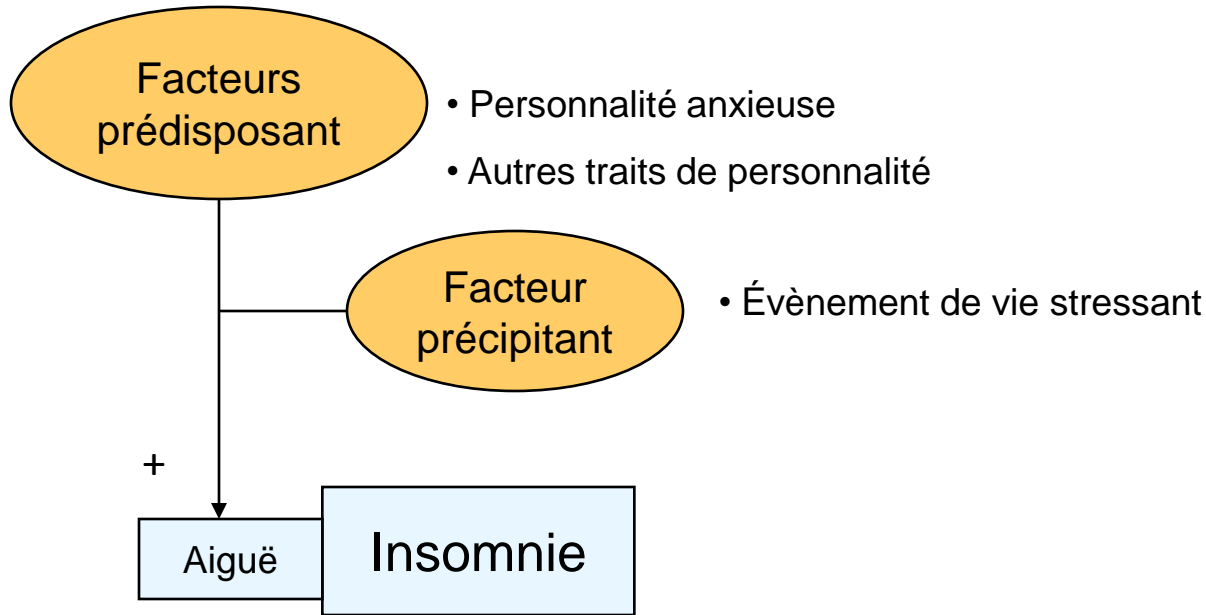 Facteurs
prédisposant
• Personnalité anxieuse
• Autres traits de personnalité
Facteur
précipitant
• Évènement de vie stressant
+
Aiguë
Insomnie